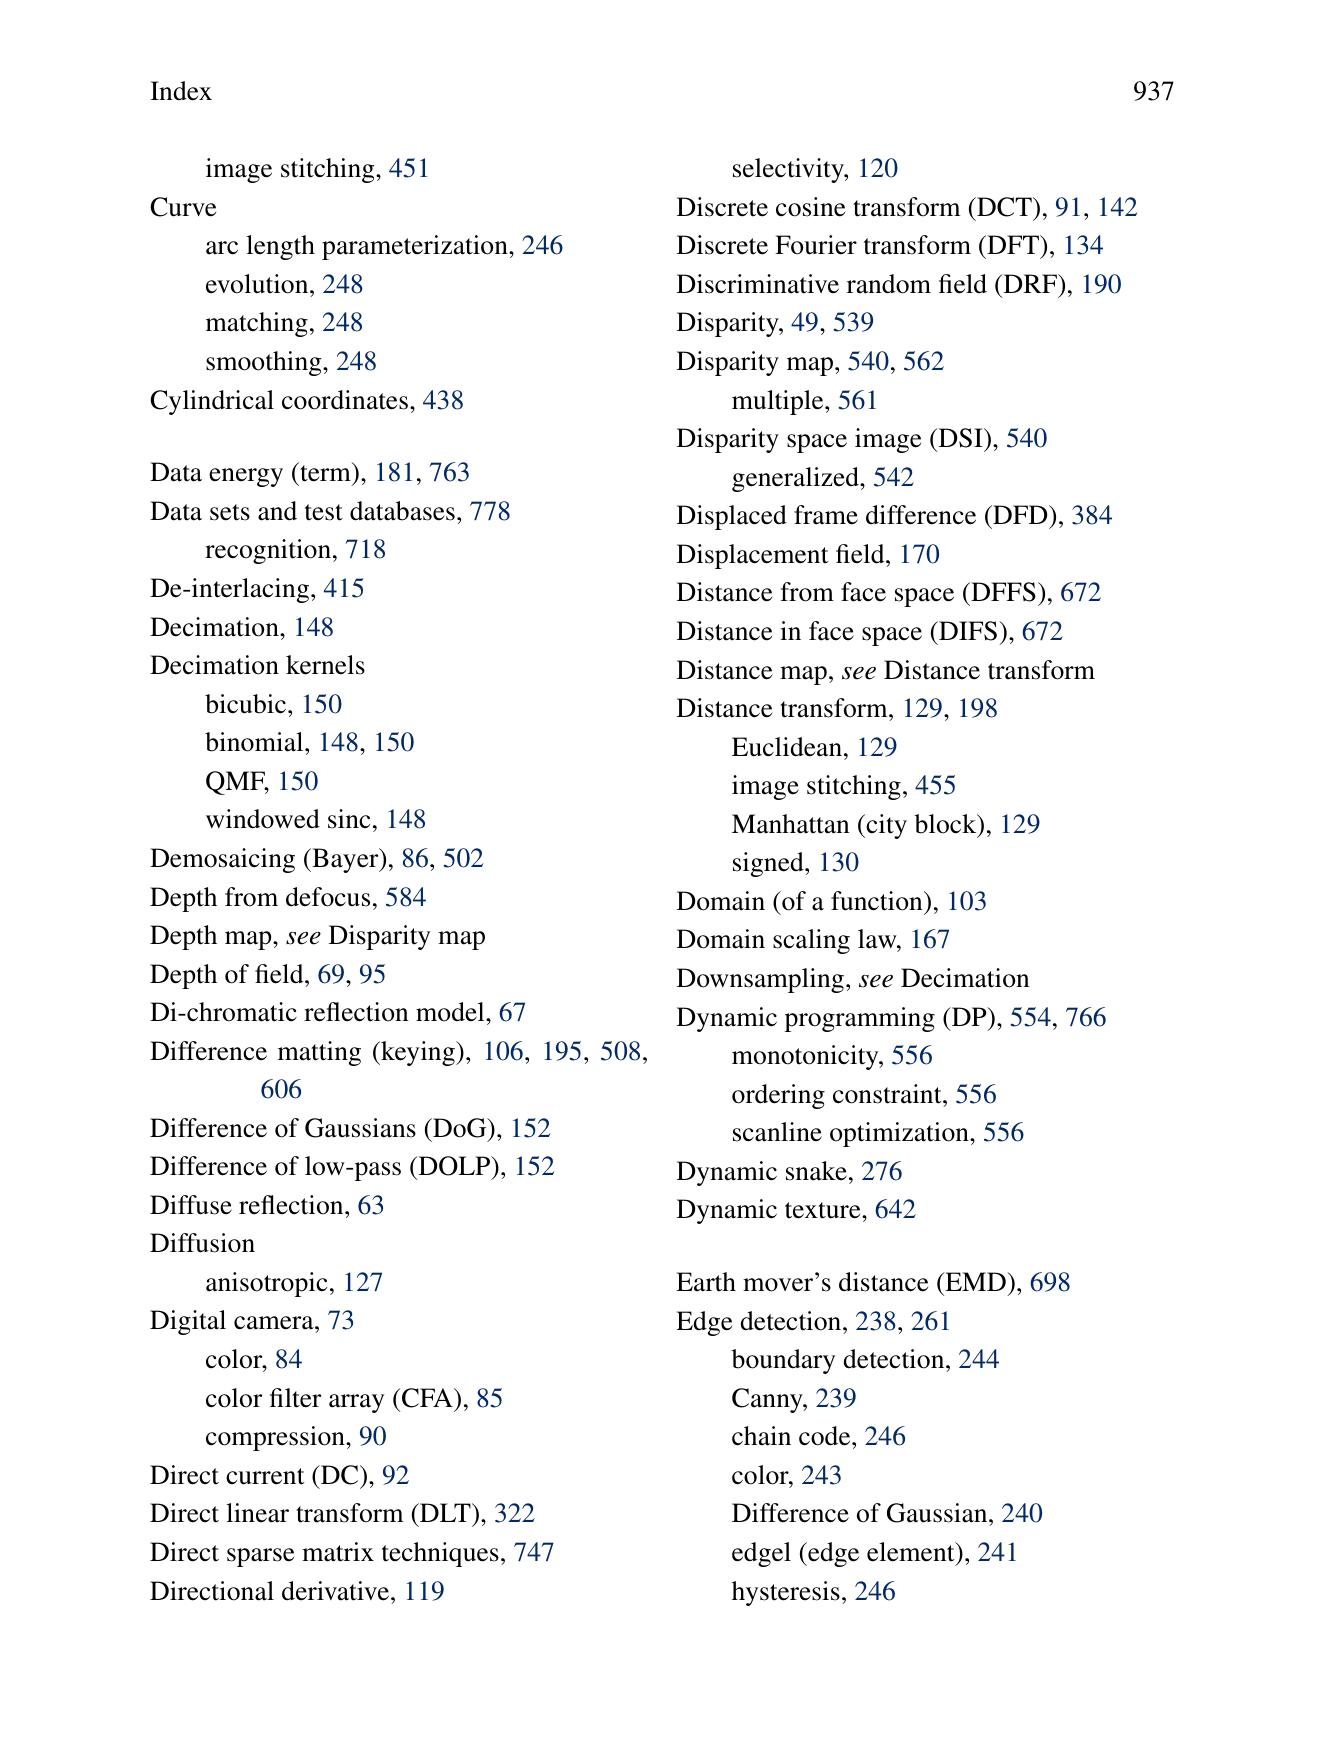 Index
937
image stitching, 451
Curve
arc length parameterization, 246
evolution, 248
matching, 248
smoothing, 248
Cylindrical coordinates, 438
Data energy (term), 181, 763
Data sets and test databases, 778
recognition, 718
De-interlacing, 415
Decimation, 148
Decimation kernels
bicubic, 150
binomial, 148, 150
QMF, 150
windowed sinc, 148
Demosaicing (Bayer), 86, 502
Depth from defocus, 584
Depth map, see Disparity map
Depth of field, 69, 95
Di-chromatic reflection model, 67
Difference matting (keying), 106, 195, 508,
606
Difference of Gaussians (DoG), 152
Difference of low-pass (DOLP), 152
Diffuse reflection, 63
Diffusion
anisotropic, 127
Digital camera, 73
color, 84
color filter array (CFA), 85
compression, 90
Direct current (DC), 92
Direct linear transform (DLT), 322
Direct sparse matrix techniques, 747
Directional derivative, 119
selectivity, 120
Discrete cosine transform (DCT), 91, 142
Discrete Fourier transform (DFT), 134
Discriminative random field (DRF), 190
Disparity, 49, 539
Disparity map, 540, 562
multiple, 561
Disparity space image (DSI), 540
generalized, 542
Displaced frame difference (DFD), 384
Displacement field, 170
Distance from face space (DFFS), 672
Distance in face space (DIFS), 672
Distance map, see Distance transform
Distance transform, 129, 198
Euclidean, 129
image stitching, 455
Manhattan (city block), 129
signed, 130
Domain (of a function), 103
Domain scaling law, 167
Downsampling, see Decimation
Dynamic programming (DP), 554, 766
monotonicity, 556
ordering constraint, 556
scanline optimization, 556
Dynamic snake, 276
Dynamic texture, 642
Earth mover's distance (EMD), 698
Edge detection, 238, 261
boundary detection, 244
Canny, 239
chain code, 246
color, 243
Difference of Gaussian, 240
edgel (edge element), 241
hysteresis, 246